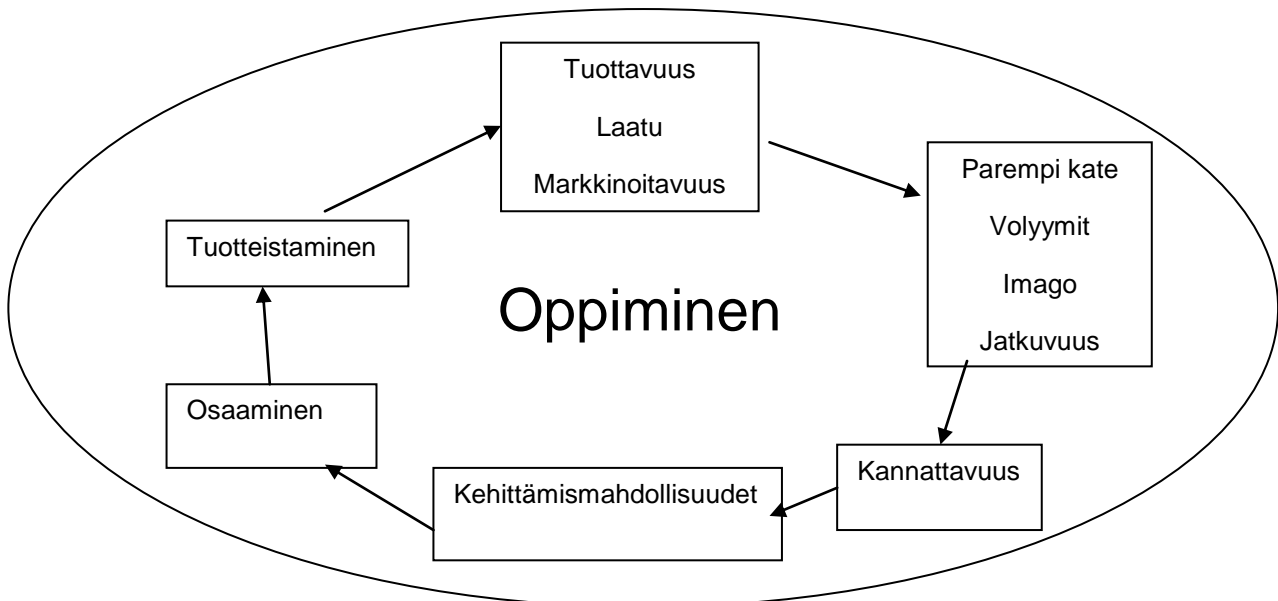 Tuottavuus
Laatu
Markkinoitavuus
Parempi kate
Volyymit
Imago
Jatkuvuus
Tuotteistaminen
Oppiminen
Osaaminen
Kannattavuus
Kehittämismahdollisuudet